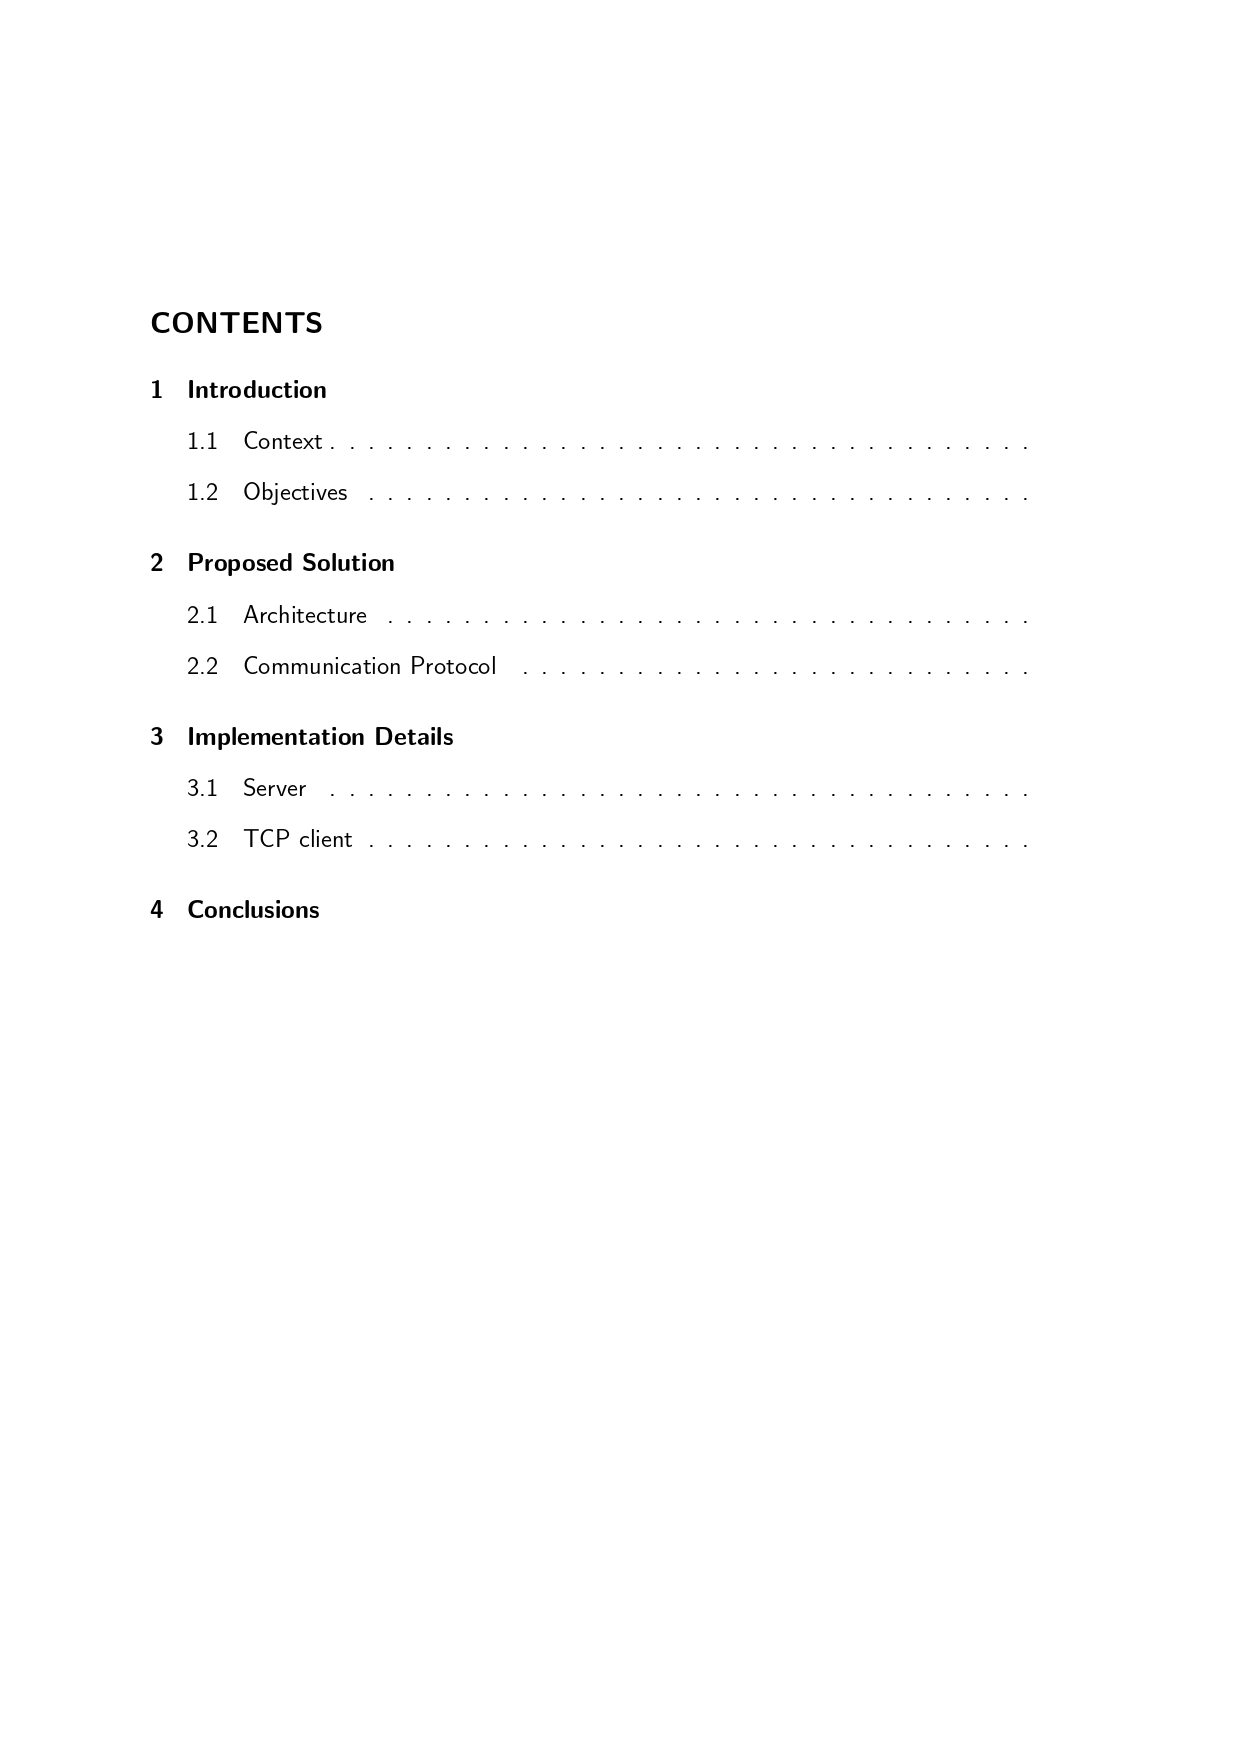 CONTENTS
1 Introduction
1.1 Context . . . . . . . . . . . . . . . . . . . . . . . . . . . . . . . . . . . . .
1.2 Objectives . . . . . . . . . . . . . . . . . . . . . . . . . . . . . . . . . . .
2 Proposed Solution
2.1 Architecture . . . . . . . . . . . . . . . . . . . . . . . . . . . . . . . . . .
2.2 Communication Protocol . . . . . . . . . . . . . . . . . . . . . . . . . . .
3 Implementation Details
3.1 Server . . . . . . . . . . . . . . . . . . . . . . . . . . . . . . . . . . . . .
3.2 TCP client . . . . . . . . . . . . . . . . . . . . . . . . . . . . . . . . . . .
4 Conclusions